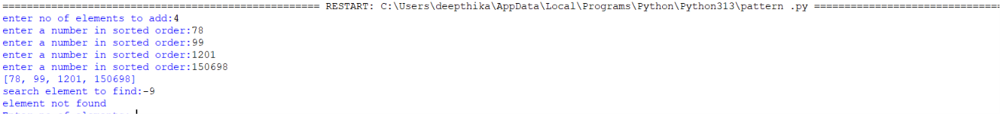 ==================================================== RESTART: C:\Users\deepthika\AppData\Local\Programs\Python\Python313\pattern .py ==============================
enter no of elements to add:4
enter a number in sorted order:78
enter a number in sorted order:99
enter a number in sorted order:1201
enter a number in sorted order:150698
[78, 99, 1201, 150698]
search element to find:-9
element not found